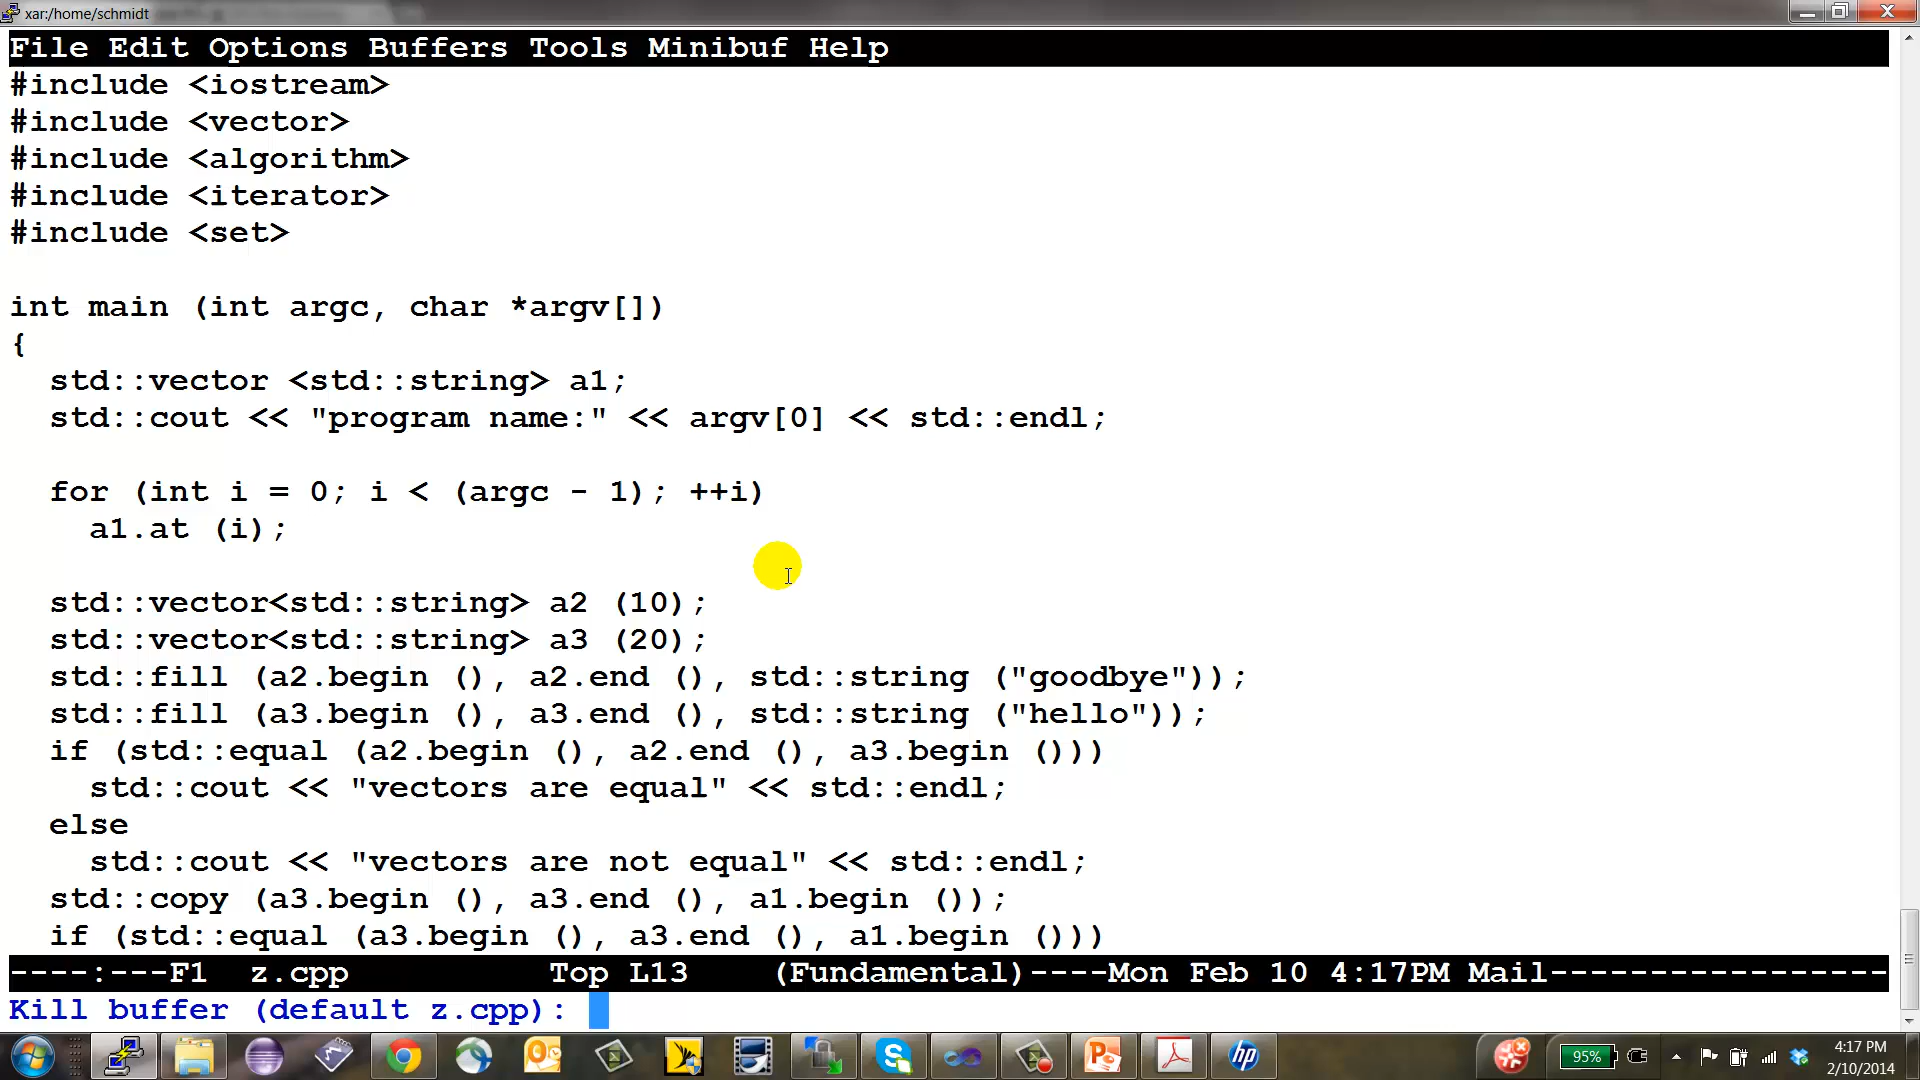 xar:/home/schmidt
File Edit Options Buffers Tools Minibuf Help
#include <iostream>
#include <vector>
#include <algorithm>
#include <iterator>
#include <set>
int main (int argc, char *argv[])
{
std::vector <std::string> a1;
std::cout << "program name:" << argv[0] << std::endl;
for (int i = 0; i < (argc - 1); ++i)
a1.at (i);
std::vector<std::string> a2 (10);
std::vector<std::string> a3 (20);
std::fill (a2.begin (), a2.end (), std::string ("goodbye"));
std::fill (a3.begin (), a3.end (), std::string ("hello"));
if (std::equal (a2.begin (), a2.end (), a3.begin ()))
std::cout << "vectors are equal" << std::endl;
else
std::cout << "vectors are not equal" << std::endl;
std::copy (a3.begin (), a3.end (), a1.begin ());
if (std::equal (a3.begin (), a3.end (), a1.begin ()))
----:---F1 z.cpp Top L13 (Fundamental)----Mon Feb 10 4:17PM Mail-----------------
Kill buffer (default z.cpp):
95%
4:17 PM
2/10/2014